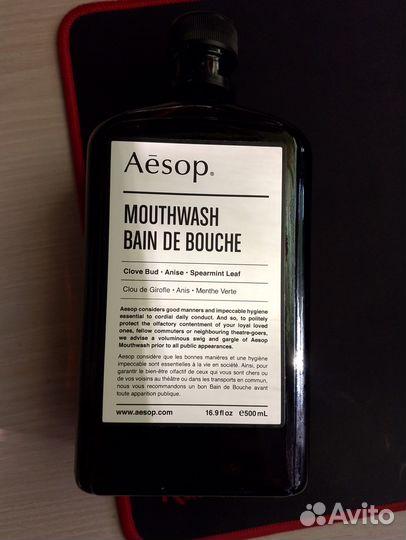 Aēsop®
MOUTHWASH
BAIN DE BOUCHE
Clove Bud • Anise • Spearmint Leaf
Clou de Girofle • Anis • Menthe Verte
Aesop considers good manners and impeccable hygiene
essential to cordial daily conduct. And so, to politely
protect the olfactory contentment of your loyal loved
ones, fellow commuters or neighbouring theatre-goers,
we advise a voluminous swig and gargle of Aesop
Mouthwash prior to all public appearances.
Aesop considère que les bonnes manières et une hygiène
impeccable sont essentielles à la vie en société. Ainsi, pour
garantir le bien-être olfactif de ceux qui vous sont chers ou
de vos voisins au théâtre ou dans les transports en commun,
nous vous recommandons un bon Bain de Bouche avant
toute apparition publique.
www.aesop.com 16.9 fl oz ℮500 mL
Avito